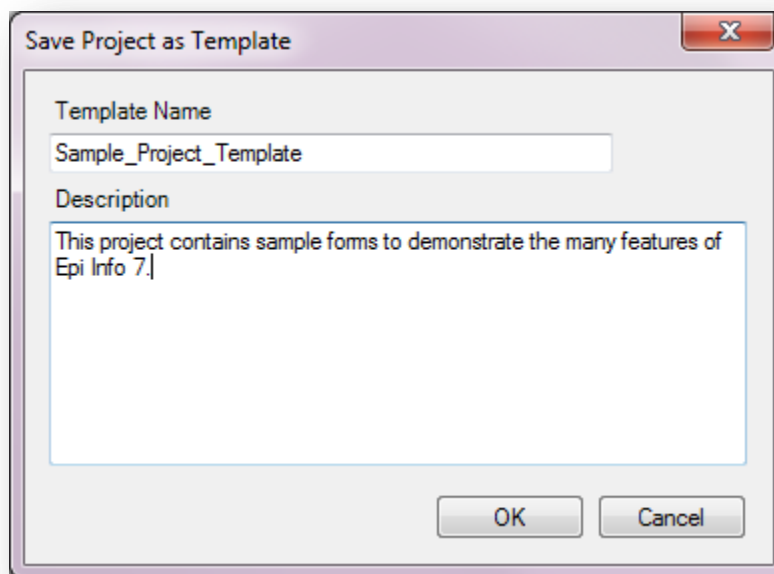 Save Project as Template
Template Name
Sample_Project_Template
Description
This project contains sample forms to demonstrate the many features of
Epi Info 7.
OK
Cancel